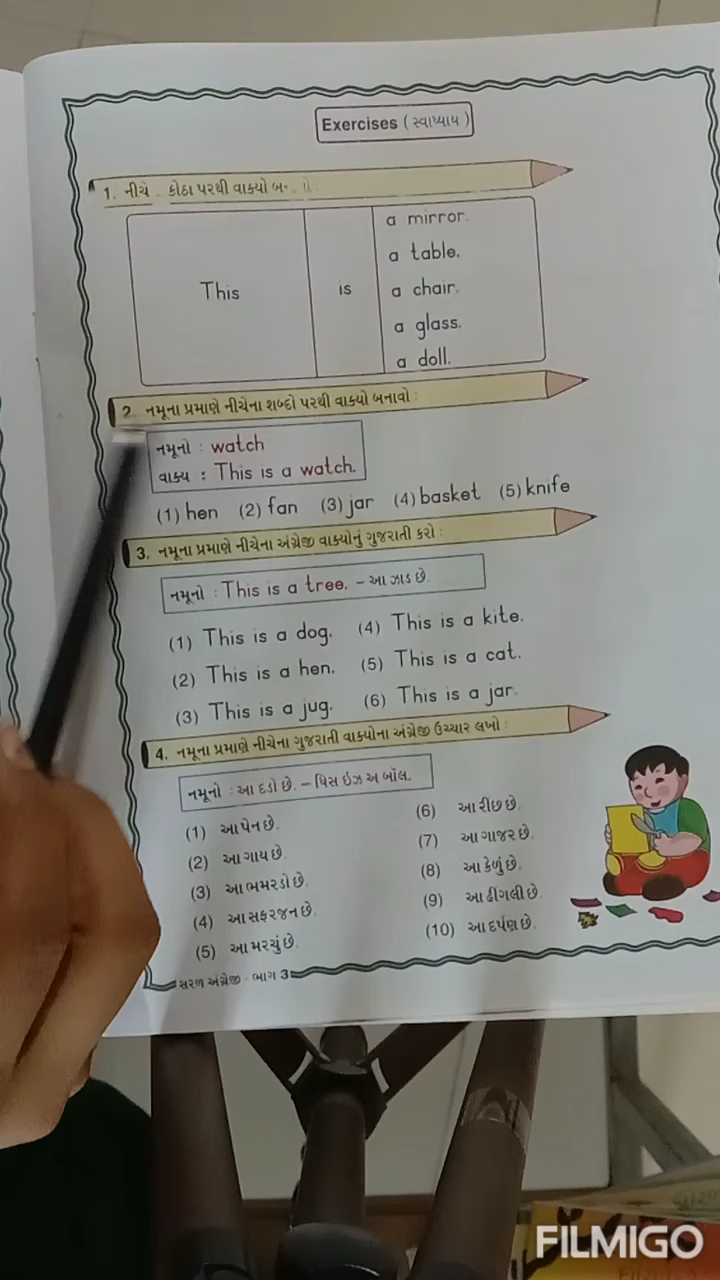 Exercises (સ્વાધ્યાય)
1. નીચે કોઠા પરથી વાક્યો
This is
a mirror.
a table.
a chair.
a glass.
a doll.
2. નમૂના પ્રમાણે નીચેના શબ્દો પરથી વાક્યો બનાવો :
નમૂનો : watch
વાક્ય : This is a watch.
(1) hen (2) fan (3) jar (4) basket (5) knife
3. નમૂના પ્રમાણે નીચેના અંગ્રેજી વાક્યોનું ગુજરાતી કરો :
નમૂનો : This is a tree. – આ ઝાડ છે.
(1) This is a dog. (4) This is a kite.
(2) This is a hen. (5) This is a cat.
(3) This is a jug. (6) This is a jar.
4. નમૂના પ્રમાણે નીચેના ગુજરાતી વાક્યોના અંગ્રેજી ઉચ્ચાર લખો :
નમૂનો : આ દડો છે. – ધિસ ઇઝ અ બૉલ.
(1) આ પેન છે. (6) આ રીંછ છે.
(2) આ ગાય છે. (7) આ ગાજર છે.
(3) આ ભમરડો છે. (8) આ કેળું છે.
(4) આ સફરજન છે. (9) આ ઢીંગલી છે.
(5) આ મરચું છે. (10) આ દર્પણ છે.
સરળ અંગ્રેજી - ભાગ 3
FILMIGO